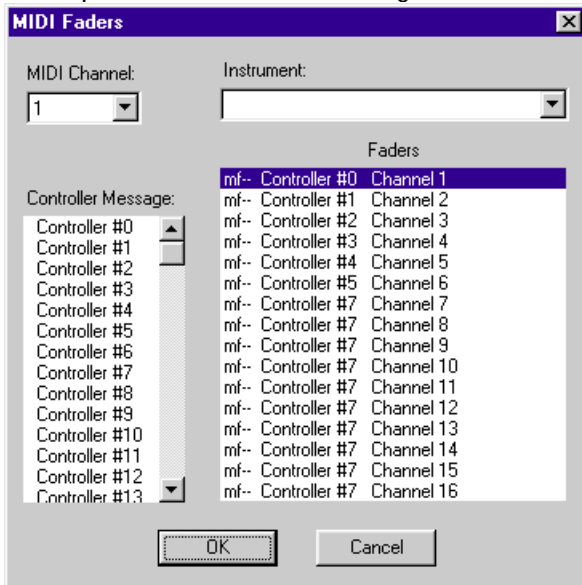 MIDI Faders
MIDI Channel:
1
Instrument:
Faders
mf-- Controller #0 Channel 1
mf-- Controller #1 Channel 2
mf-- Controller #2 Channel 3
mf-- Controller #3 Channel 4
mf-- Controller #4 Channel 5
mf-- Controller #5 Channel 6
mf-- Controller #7 Channel 7
mf-- Controller #7 Channel 8
mf-- Controller #7 Channel 9
mf-- Controller #7 Channel 10
mf-- Controller #7 Channel 11
mf-- Controller #7 Channel 12
mf-- Controller #7 Channel 13
mf-- Controller #7 Channel 14
mf-- Controller #7 Channel 15
mf-- Controller #7 Channel 16
Controller Message:
Controller #0
Controller #1
Controller #2
Controller #3
Controller #4
Controller #5
Controller #6
Controller #7
Controller #8
Controller #9
Controller #10
Controller #11
Controller #12
Controller #13
OK
Cancel